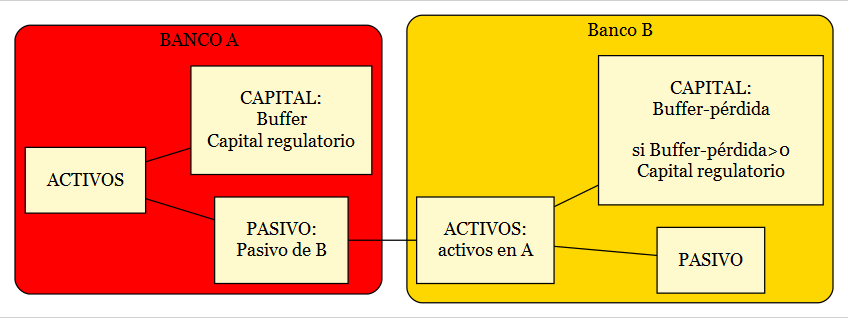 BANCO A
CAPITAL:
Buffer
Capital regulatorio
ACTIVOS
PASIVO:
Pasivo de B
Banco B
CAPITAL:
Buffer-pérdida
si Buffer-pérdida>0
Capital regulatorio
ACTIVOS:
activos en A
PASIVO